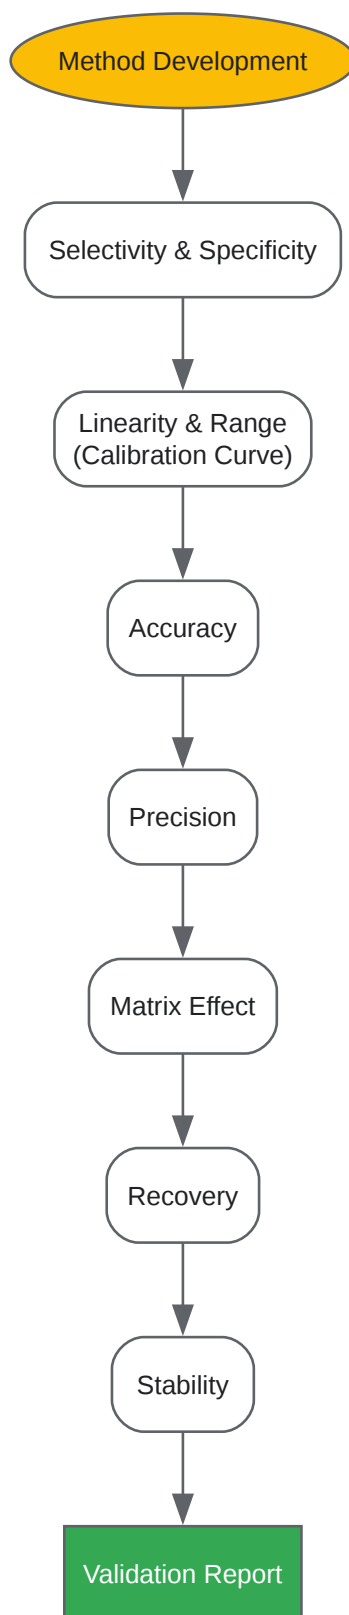 Method Development
Selectivity & Specificity
Linearity & Range
(Calibration Curve)
Accuracy
Precision
Matrix Effect
Recovery
Stability
Validation Report